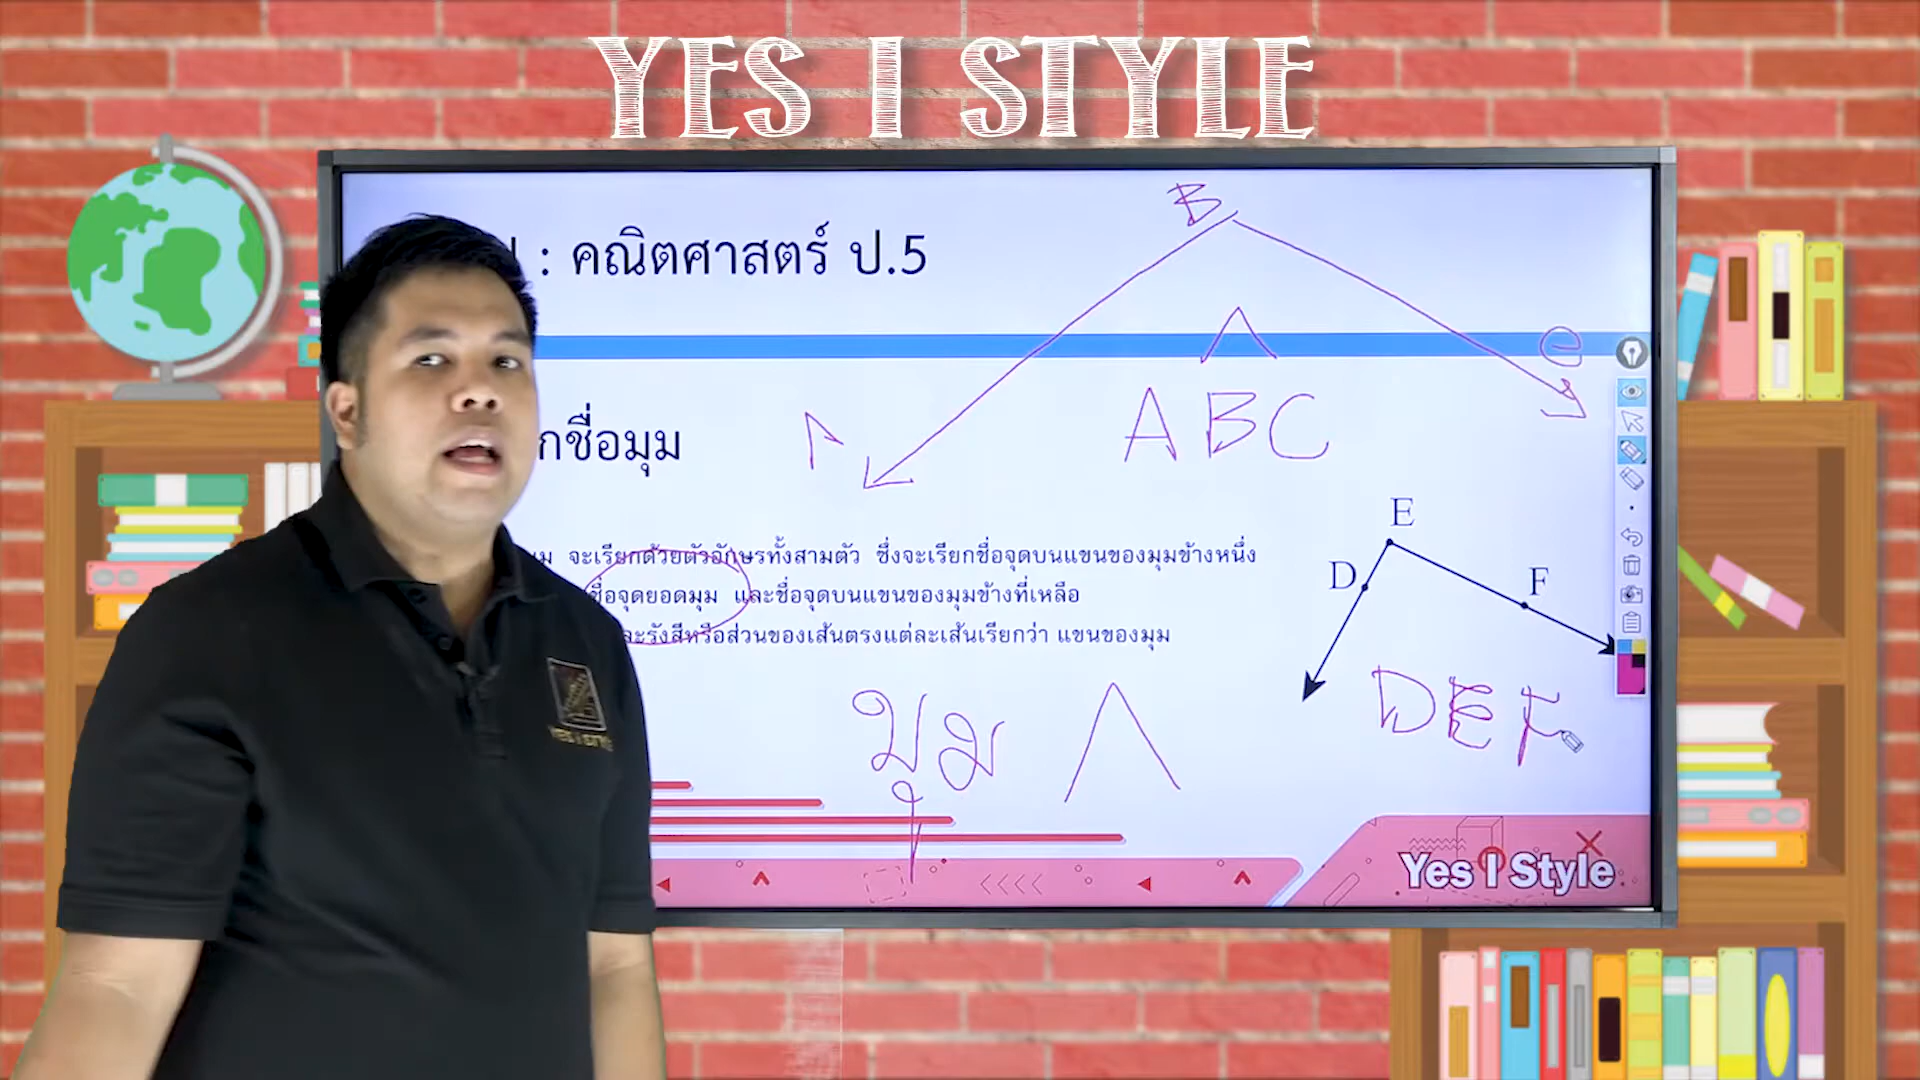 YES I STYLE
B
: คณิตศาสตร์ ป.5
ABC
กชื่อมุม
E
D
F
ม จะเรียกด้วยตัวอักษรทั้งสามตัว ซึ่งจะเรียกชื่อจุดบนแขนของมุมข้างหนึ่ง
ชื่อจุดยอดมุม และชื่อจุดบนแขนของมุมข้างที่เหลือ
ละรังสีหรือส่วนของเส้นตรงแต่ละเส้นเรียกว่า แขนของมุม
DEF
มุม
YES I STYLE
Yes I Style